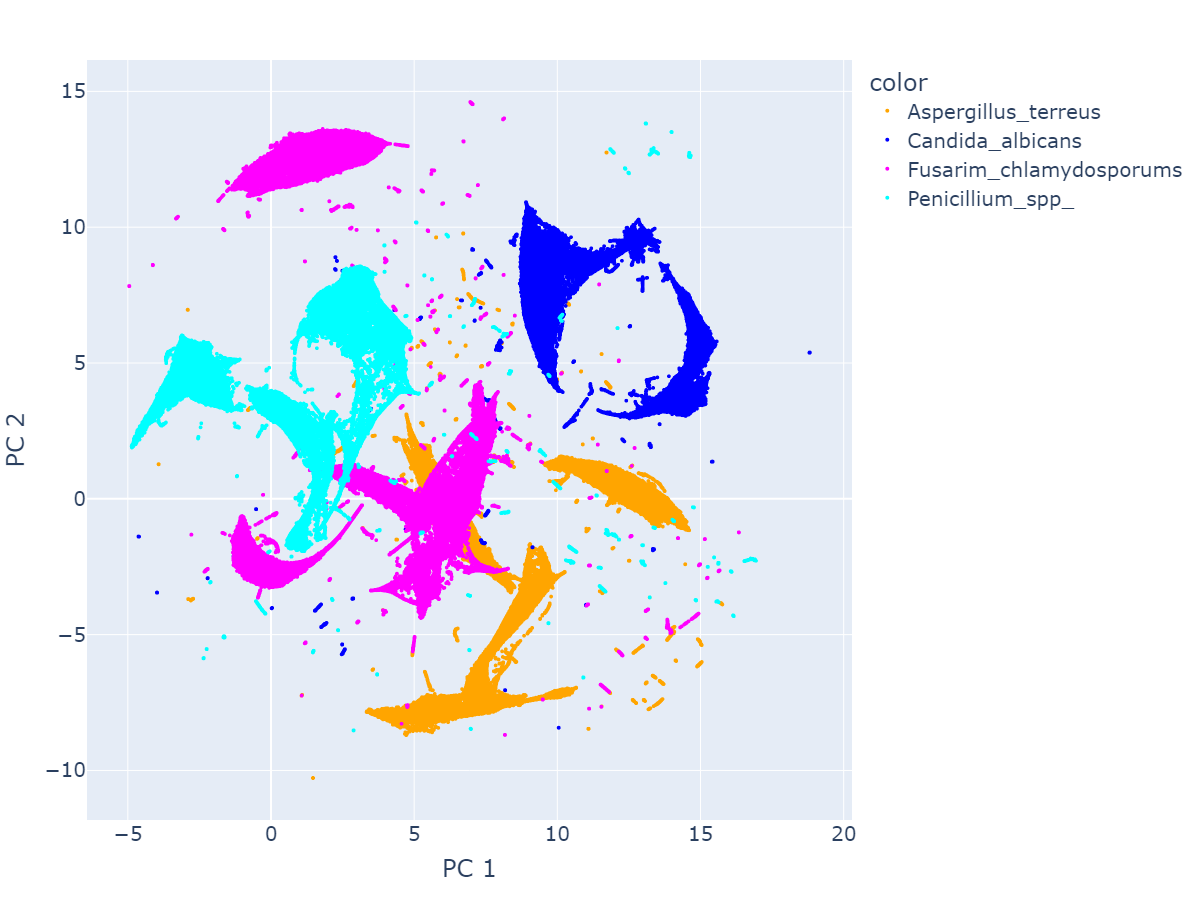 15
10
5
0
−5
−10
−5
0
5
10
15
20
PC 1
PC 2
color
Aspergillus_terreus
Candida_albicans
Fusarim_chlamydosporums
Penicillium_spp_